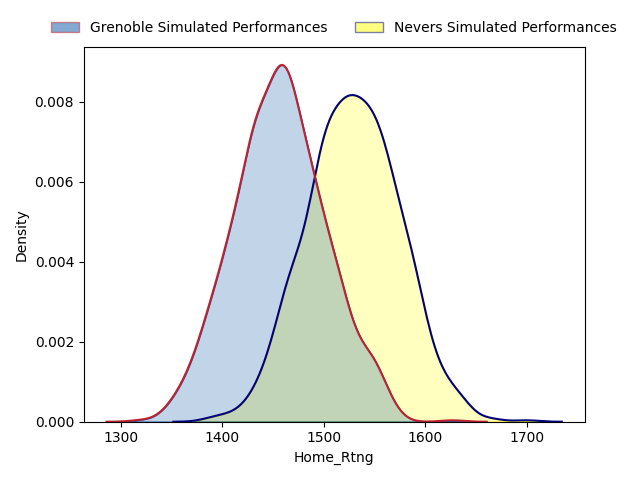 Grenoble Simulated Performances
Nevers Simulated Performances
0.008
0.006
0.004
0.002
0.000
Density
1300 1400 1500 1600 1700
Home_Rtng